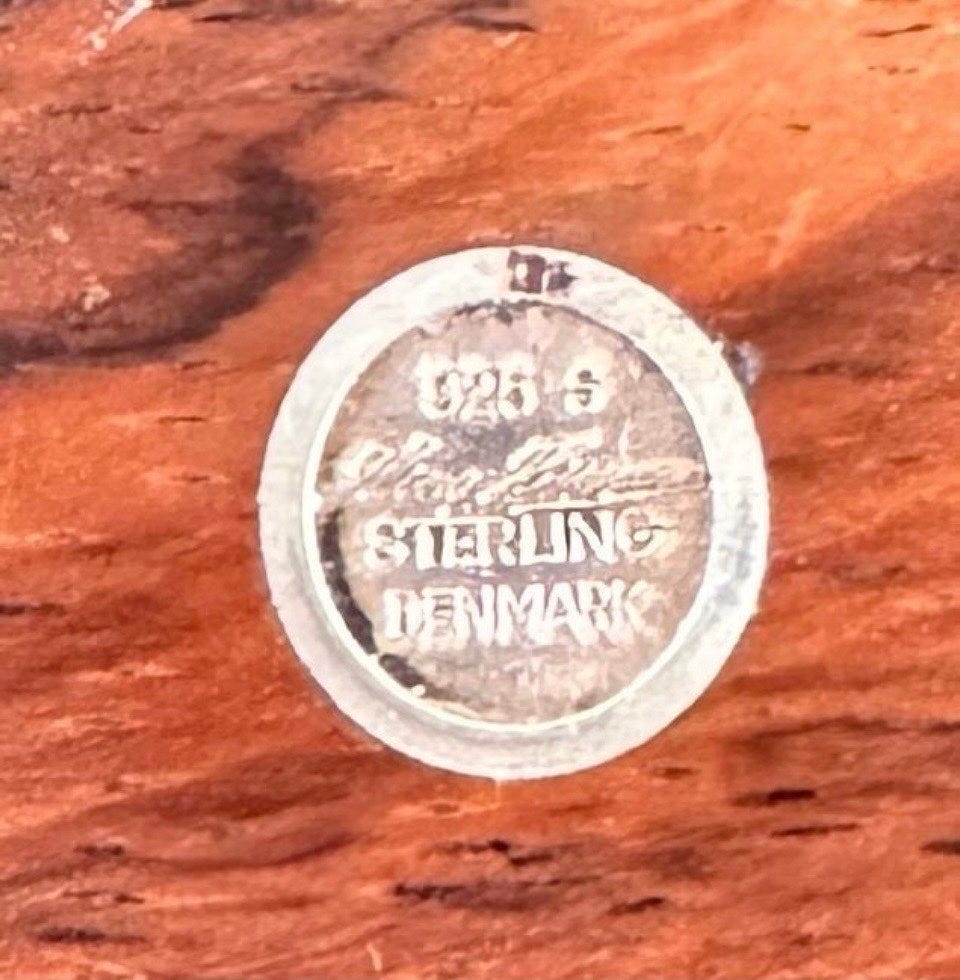 925 S
STERLING
DENMARK